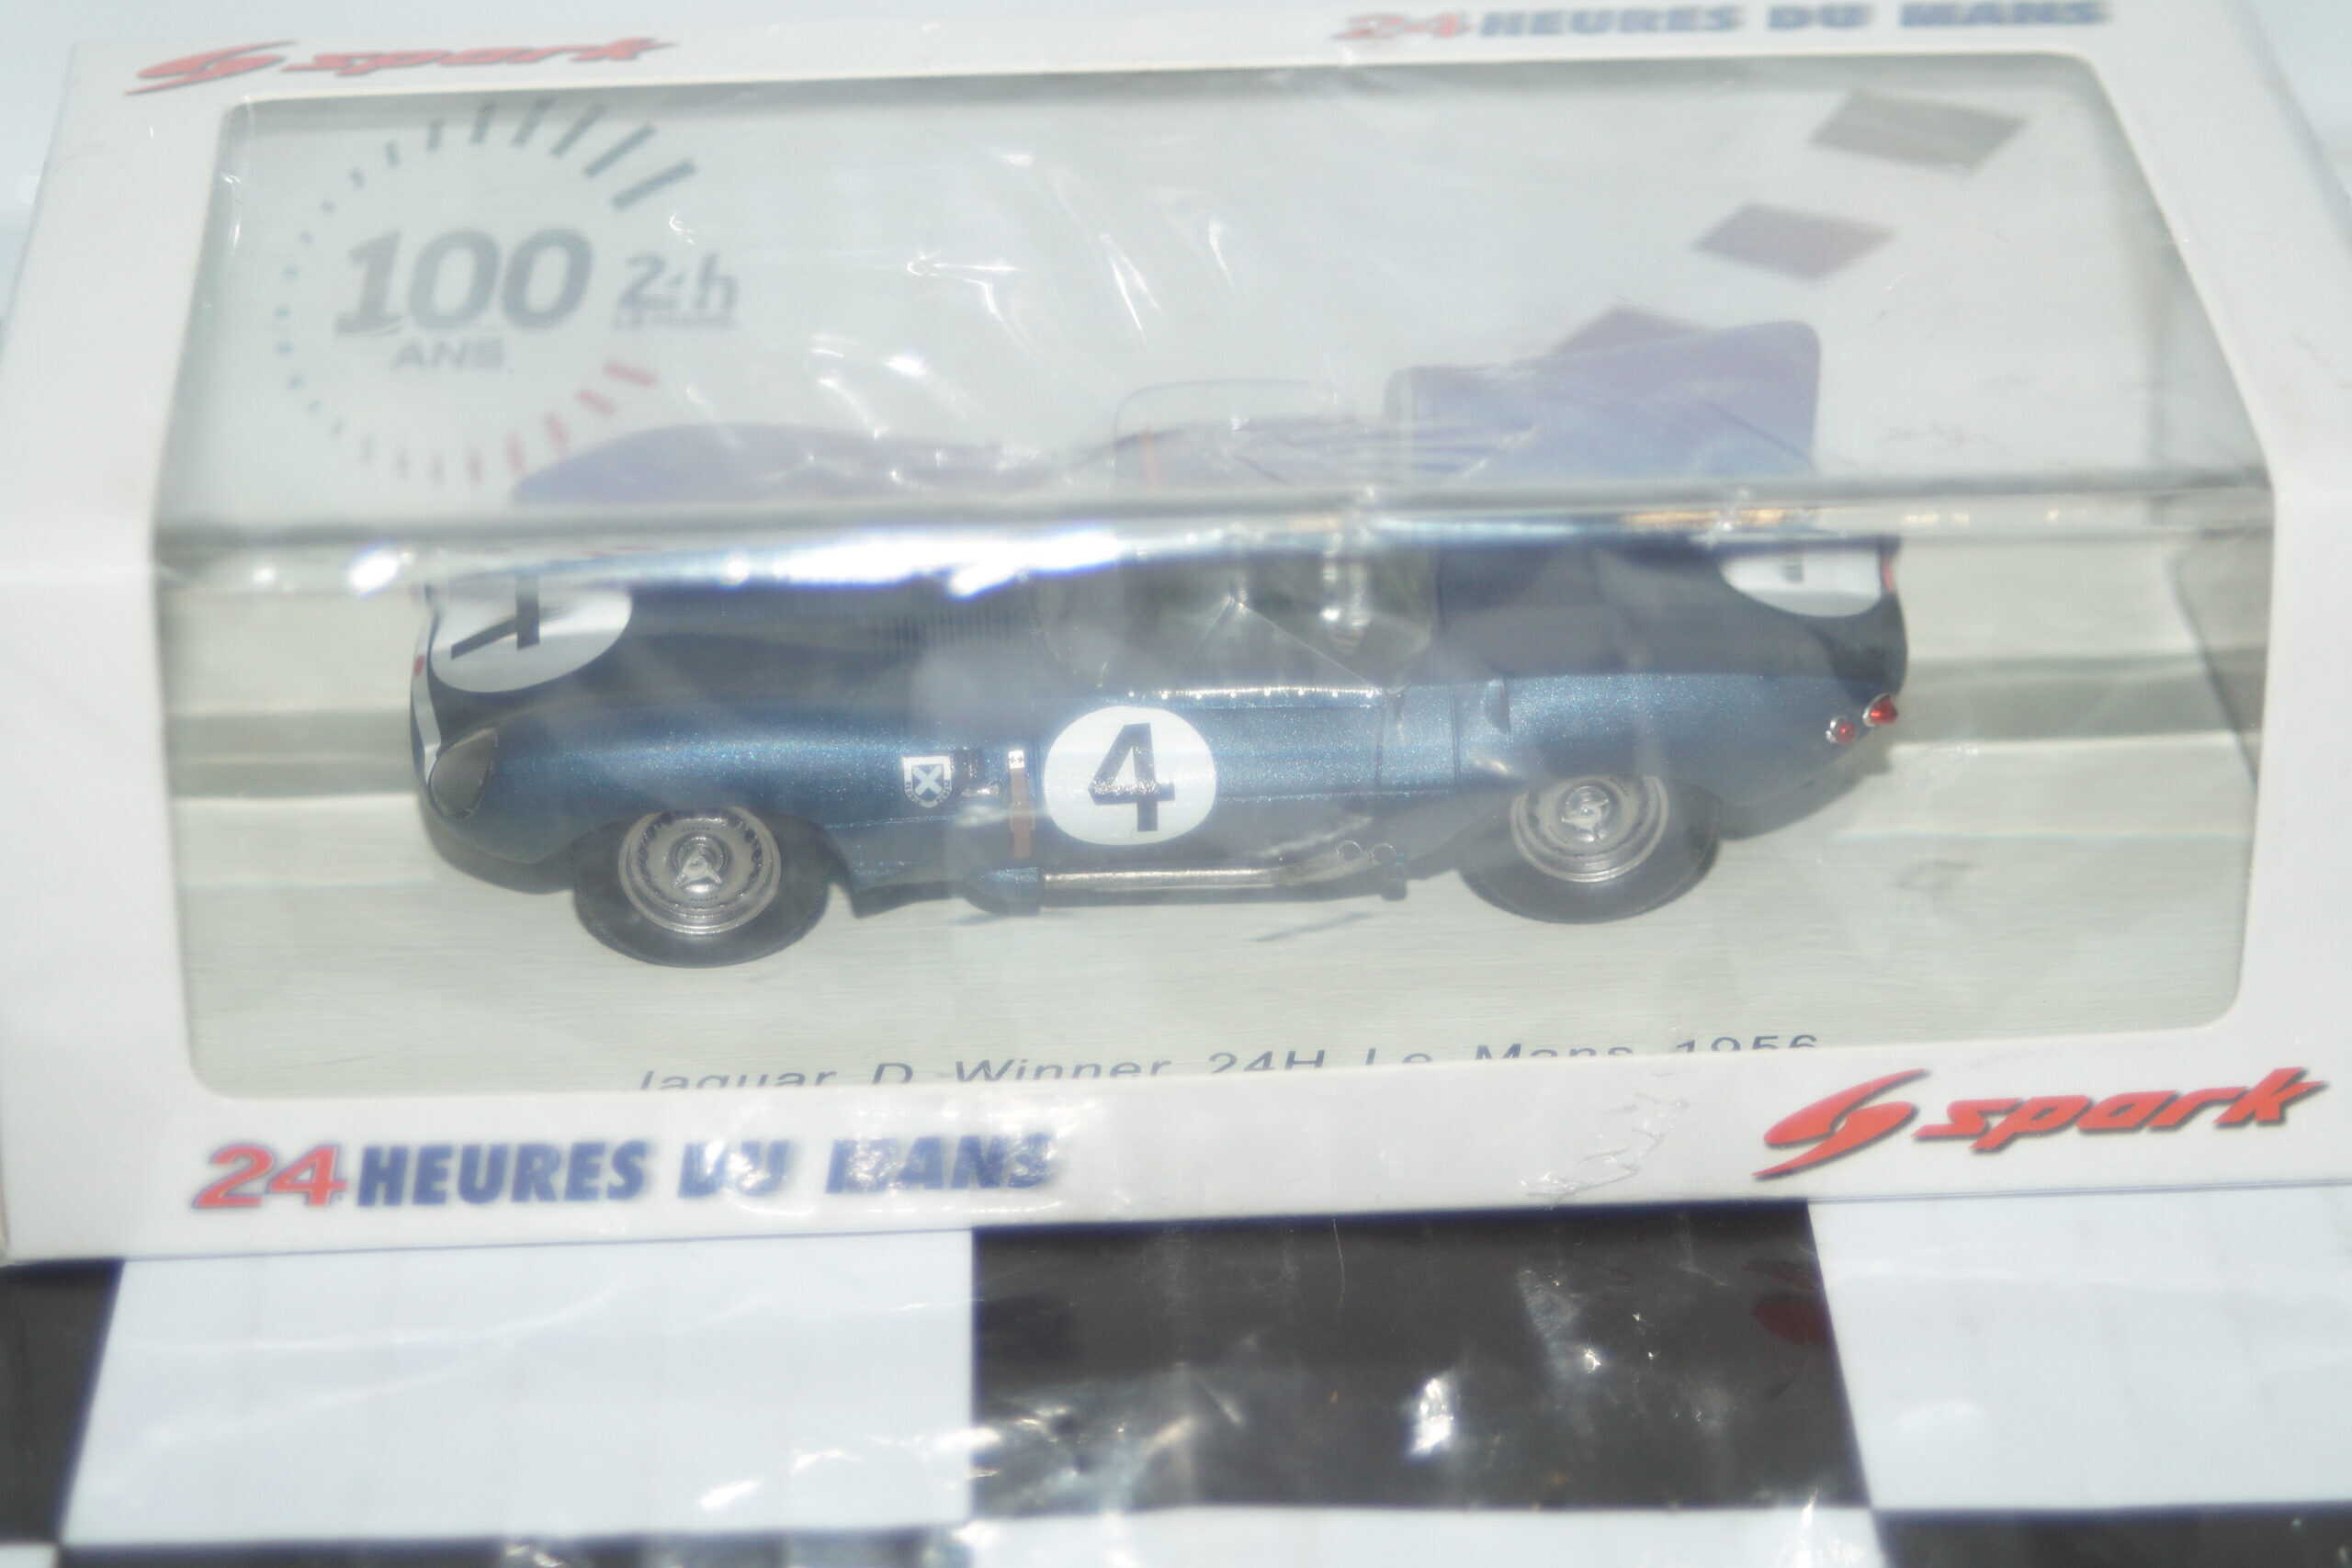 spark
24 HEURES DU MANS
100 24h
ANS
4
4
Jaguar D Winner 24H Le Mans 1956
24 HEURES DU MANS
spark